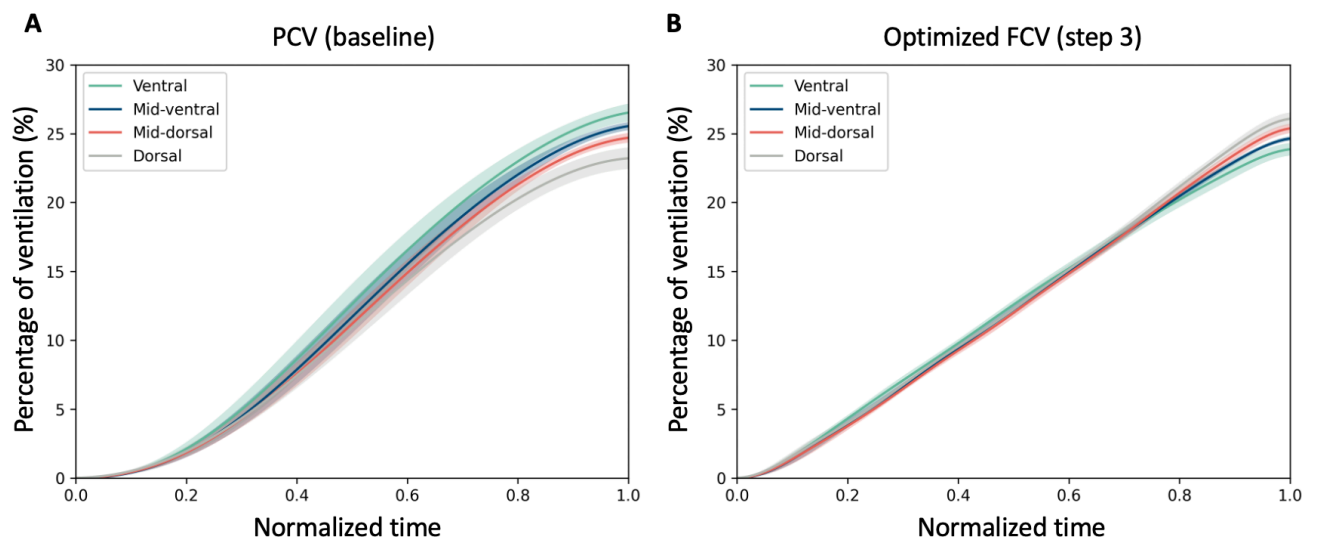 A
PCV (baseline)
30
25
20
15
10
5
0
Percentage of ventilation (%)
Ventral
Mid-ventral
Mid-dorsal
Dorsal
0.0 0.2 0.4 0.6 0.8 1.0
Normalized time
B
Optimized FCV (step 3)
30
25
20
15
10
5
0
Percentage of ventilation (%)
Ventral
Mid-ventral
Mid-dorsal
Dorsal
0.0 0.2 0.4 0.6 0.8 1.0
Normalized time